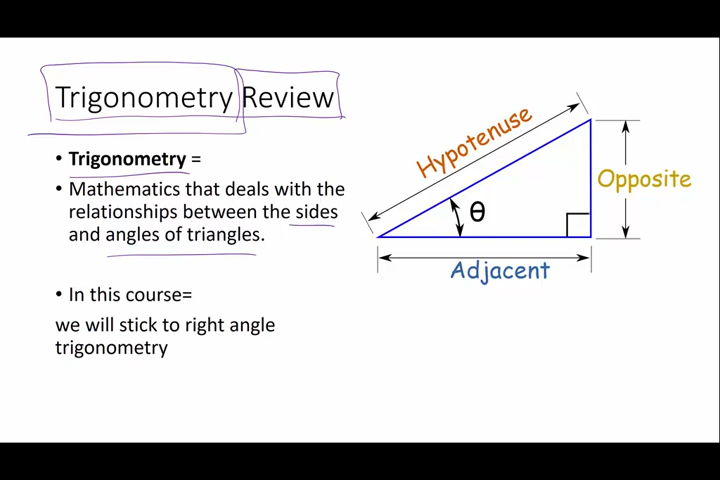 Trigonometry Review
• Trigonometry =
• Mathematics that deals with the
relationships between the sides
and angles of triangles.
• In this course=
we will stick to right angle
trigonometry
Hypotenuse
Opposite
θ
Adjacent